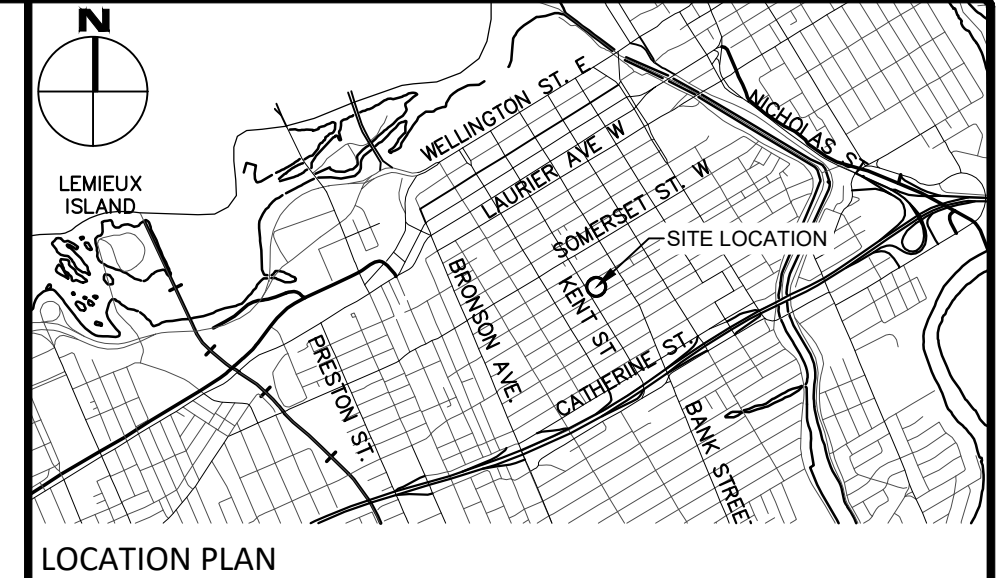 N
WELLINGTON ST. E
NICHOLAS ST.
LAURIER AVE W
LEMIEUX
ISLAND
SOMERSET ST. W
SITE LOCATION
BRONSON AVE.
KENT ST
PRESTON ST.
CATHERINE ST.
BANK STREE
LOCATION PLAN